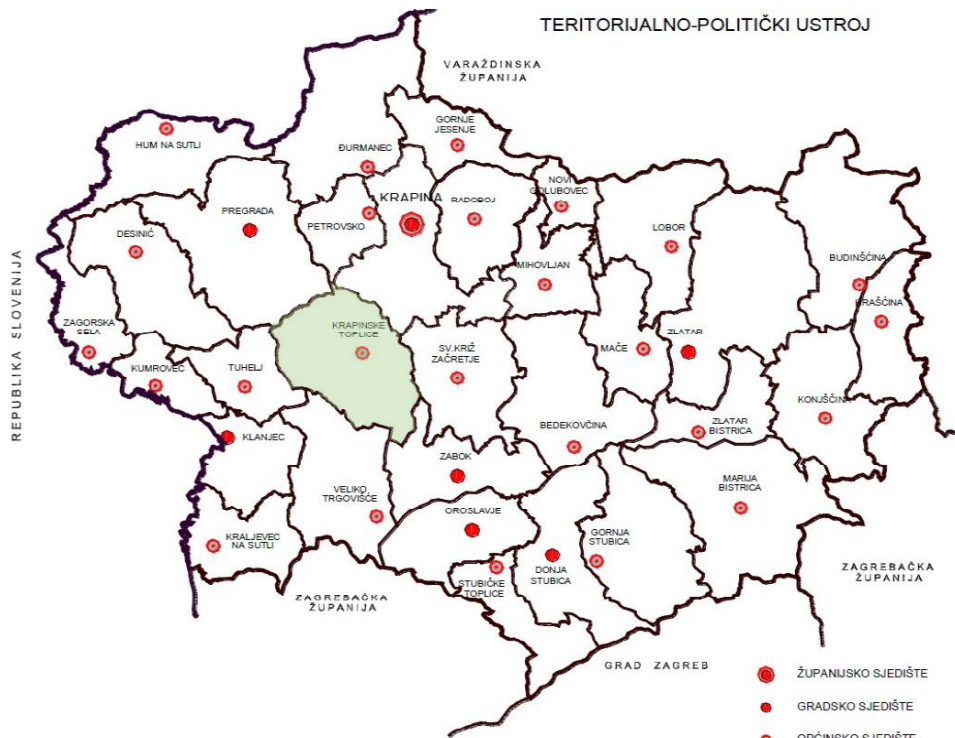 TERITORIJALNO-POLITIČKI USTROJ
VARAŽDINSKA
ŽUPANIJA
GORNJE
JESENJE
HUM NA SUTLI
ĐURMANEC
NOVI
GOLUBOVEC
KRAPINA
RADOBOJ
PREGRADA
PETROVSKO
DESINIĆ
LOBOR
MIHOVLJAN
BUDINŠČINA
HRAŠĆINA
REPUBLIKA SLOVENIJA
ZAGORSKA
SELA
KRAPINSKE
TOPLICE
ZLATAR
SV.KRIŽ
ZAČRETJE
MAČE
KUMROVEC
TUHELJ
KONJŠČINA
BEDEKOVČINA
ZLATAR
BISTRICA
KLANJEC
ZABOK
MARIJA
BISTRICA
VELIKO
TRGOVIŠĆE
OROSLAVJE
GORNJA
STUBICA
KRALJEVEC
NA SUTLI
DONJA
STUBICA
STUBIČKE
TOPLICE
ZAGREBAČKA
ŽUPANIJA
ZAGREBAČKA
ŽUPANIJA
GRAD ZAGREB
ŽUPANIJSKO SJEDIŠTE
GRADSKO SJEDIŠTE
OPĆINSKO SJEDIŠTE